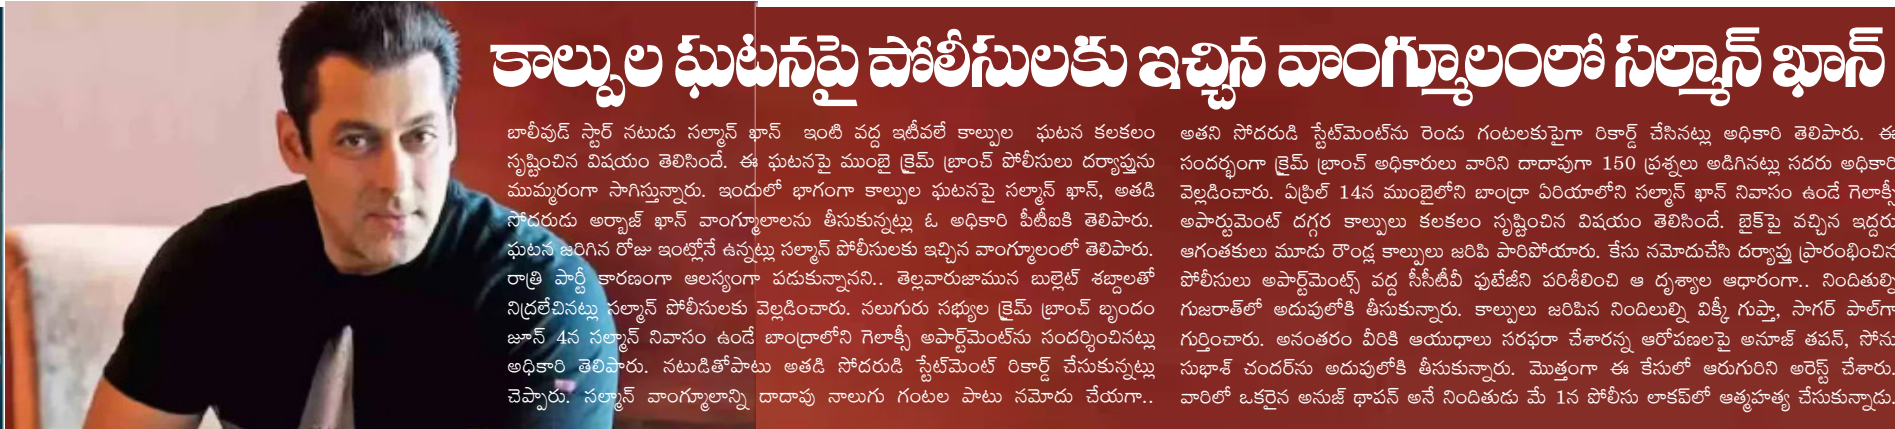 కాల్పుల ఘటనపై పోలీసులకు ఇచ్చిన వాంగ్మూలంలో సల్మాన్ ఖాన్
బాలీవుడ్ స్టార్ నటుడు సల్మాన్ ఖాన్ ఇంటి వద్ద ఇటీవలే కాల్పుల ఘటన కలకలం
సృష్టించిన విషయం తెలిసిందే. ఈ ఘటనపై ముంబై క్రైమ్ బ్రాంచ్ పోలీసులు దర్యాప్తును
ముమ్మరంగా సాగిస్తున్నారు. ఇందులో భాగంగా కాల్పుల ఘటనపై సల్మాన్ ఖాన్, అతడి
సోదరుడు అర్బాజ్ ఖాన్ వాంగ్మూలాలను తీసుకున్నట్లు ఓ అధికారి పీటీఐకి తెలిపారు.
ఘటన జరిగిన రోజు ఇంట్లోనే ఉన్నట్లు సల్మాన్ పోలీసులకు ఇచ్చిన వాంగ్మూలంలో తెలిపారు.
రాత్రి పార్టీ కారణంగా ఆలస్యంగా పడుకున్నానని.. తెల్లవారుజామున బుల్లెట్ శబ్దాలతో
నిద్రలేచినట్లు సల్మాన్ పోలీసులకు వెల్లడించారు. నలుగురు సభ్యుల క్రైమ్ బ్రాంచ్ బృందం
జూన్ 4న సల్మాన్ నివాసం ఉండే బాంద్రాలోని గెలాక్సీ అపార్ట్‌మెంట్‌ను సందర్శించినట్లు
అధికారి తెలిపారు. నటుడితోపాటు అతడి సోదరుడి స్టేట్‌మెంట్ రికార్డ్ చేసుకున్నట్లు
చెప్పారు. సల్మాన్ వాంగ్మూలాన్ని దాదాపు నాలుగు గంటల పాటు నమోదు చేయగా..
అతని సోదరుడి స్టేట్‌మెంట్‌ను రెండు గంటలకుపైగా రికార్డ్ చేసినట్లు అధికారి తెలిపారు. ఈ
సందర్భంగా క్రైమ్ బ్రాంచ్ అధికారులు వారిని దాదాపుగా 150 ప్రశ్నలు అడిగినట్లు సదరు అధికారి
వెల్లడించారు. ఏప్రిల్ 14న ముంబైలోని బాంద్రా ఏరియాలోని సల్మాన్ ఖాన్ నివాసం ఉండే గెలాక్సీ
అపార్టుమెంట్ దగ్గర కాల్పులు కలకలం సృష్టించిన విషయం తెలిసిందే. బైక్‌పై వచ్చిన ఇద్దరు
ఆగంతకులు మూడు రౌండ్ల కాల్పులు జరిపి పారిపోయారు. కేసు నమోదుచేసి దర్యాప్తు ప్రారంభించిన
పోలీసులు అపార్ట్‌మెంట్స్ వద్ద సీసీటీవీ ఫుటేజీని పరిశీలించి ఆ దృశ్యాల ఆధారంగా.. నిందితుల్ని
గుజరాత్‌లో అదుపులోకి తీసుకున్నారు. కాల్పులు జరిపిన నిందిలుల్ని విక్కీ గుప్తా, సాగర్ పాల్‌గా
గుర్తించారు. అనంతరం వీరికి ఆయుధాలు సరఫరా చేశారన్న ఆరోపణలపై అనూజ్ తపన్, సోను
సుభాశ్ చందర్‌ను అదుపులోకి తీసుకున్నారు. మొత్తంగా ఈ కేసులో ఆరుగురిని అరెస్ట్ చేశారు.
వారిలో ఒకరైన అనుజ్ థాపన్ అనే నిందితుడు మే 1న పోలీసు లాకప్‌లో ఆత్మహత్య చేసుకున్నాడు.